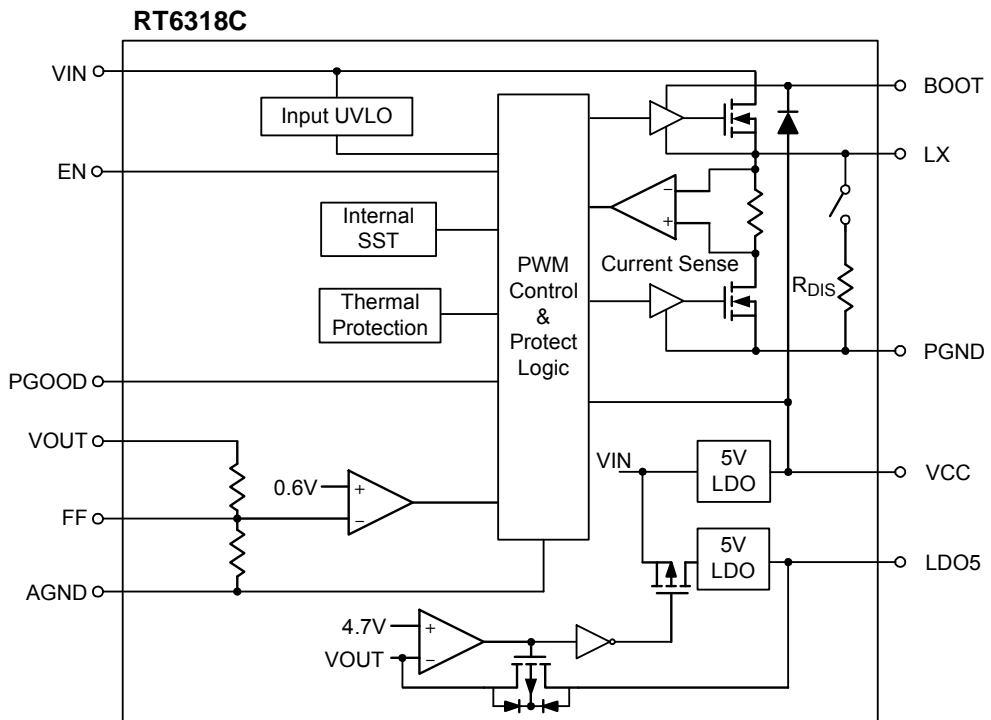 RT6318C
VIN
BOOT
Input UVLO
EN
LX
Internal
SST
PWM
Control
&
Protect
Logic
-
+
Current Sense
RDIS
Thermal
Protection
PGND
PGOOD
VOUT
VIN
5V
LDO
VCC
0.6V
+
-
FF
5V
LDO
LDO5
AGND
4.7V
+
VOUT
-